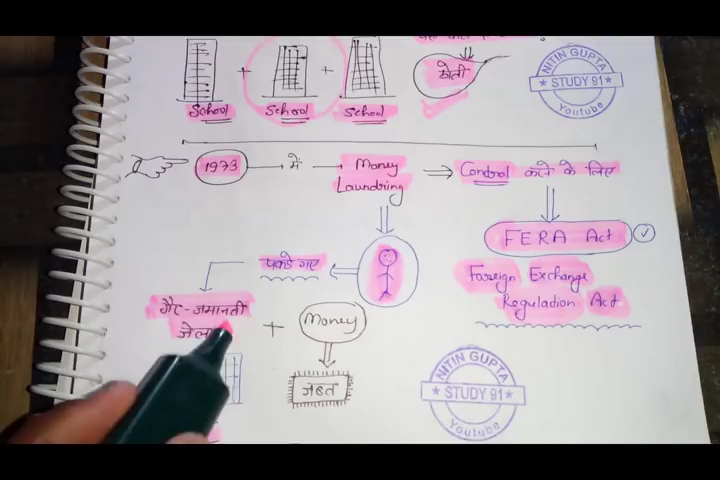 School + School + School
खेती
NITIN GUPTA
★ STUDY 91 ★
Youtube
1973 में Money Control करने के लिए
Laundring
FERA Act
पकडे गए
Foreign Exchange
Regulation Act
गैर-जमानती
जेल
+ Money
जब्त
NITIN GUPTA
★ STUDY 91 ★
Youtube